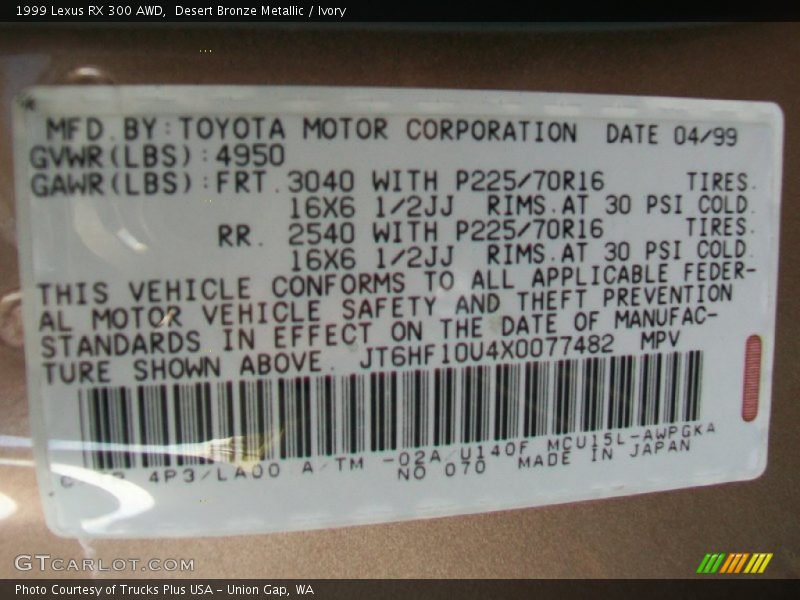 1999 Lexus RX 300 AWD,  Desert Bronze Metallic / Ivory
MFD.BY:TOYOTA MOTOR CORPORATION DATE 04/99
GVWR(LBS):4950
GAWR(LBS):FRT.3040 WITH P225/70R16 TIRES.
16X6 1/2JJ RIMS.AT 30 PSI COLD.
RR. 2540 WITH P225/70R16 TIRES.
16X6 1/2JJ RIMS.AT 30 PSI COLD.
THIS VEHICLE CONFORMS TO ALL APPLICABLE FEDER-
AL MOTOR VEHICLE SAFETY AND THEFT PREVENTION
STANDARDS IN EFFECT ON THE DATE OF MANUFAC-
TURE SHOWN ABOVE. JT6HF10U4X0077482 MPV
4P3/LA00 A/TM -02A/U140F MCU15L-AWPGKA
NO 070 MADE IN JAPAN
GTCARLOT.COM
Photo Courtesy of Trucks Plus USA – Union Gap, WA